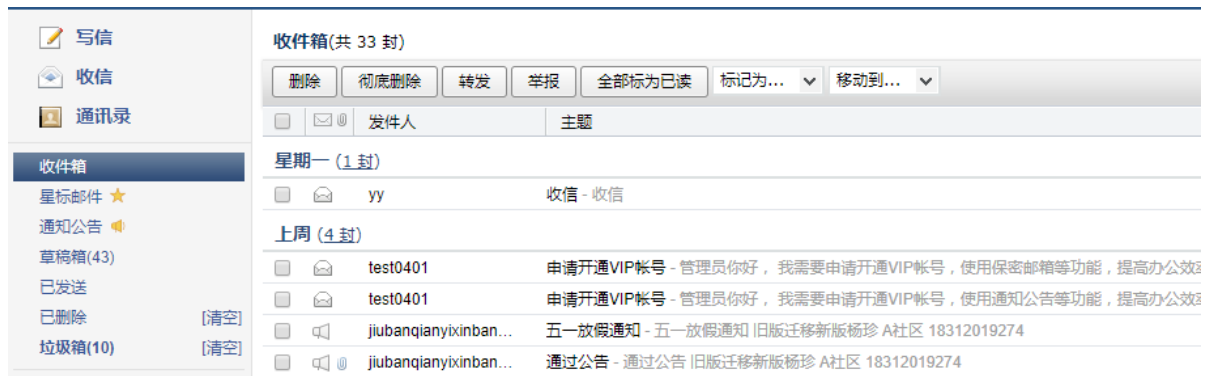 写信
收信
通讯录
收件箱
星标邮件
通知公告
草稿箱(43)
已发送
已删除 [清空]
垃圾箱(10) [清空]
收件箱(共 33 封)
删除 彻底删除 转发 举报 全部标为已读 标记为... 移动到...
发件人 主题
星期一 (1 封)
yy 收信 - 收信
上周 (4 封)
test0401 申请开通VIP帐号 - 管理员你好，我需要申请开通VIP帐号，使用保密邮箱等功能，提高办公效率
test0401 申请开通VIP帐号 - 管理员你好，我需要申请开通VIP帐号，使用通知公告等功能，提高办公效率
jiubanqianyixinban... 五一放假通知 - 五一放假通知 旧版迁移新版杨珍 A社区 18312019274
jiubanqianyixinban... 通过公告 - 通过公告 旧版迁移新版杨珍 A社区 18312019274